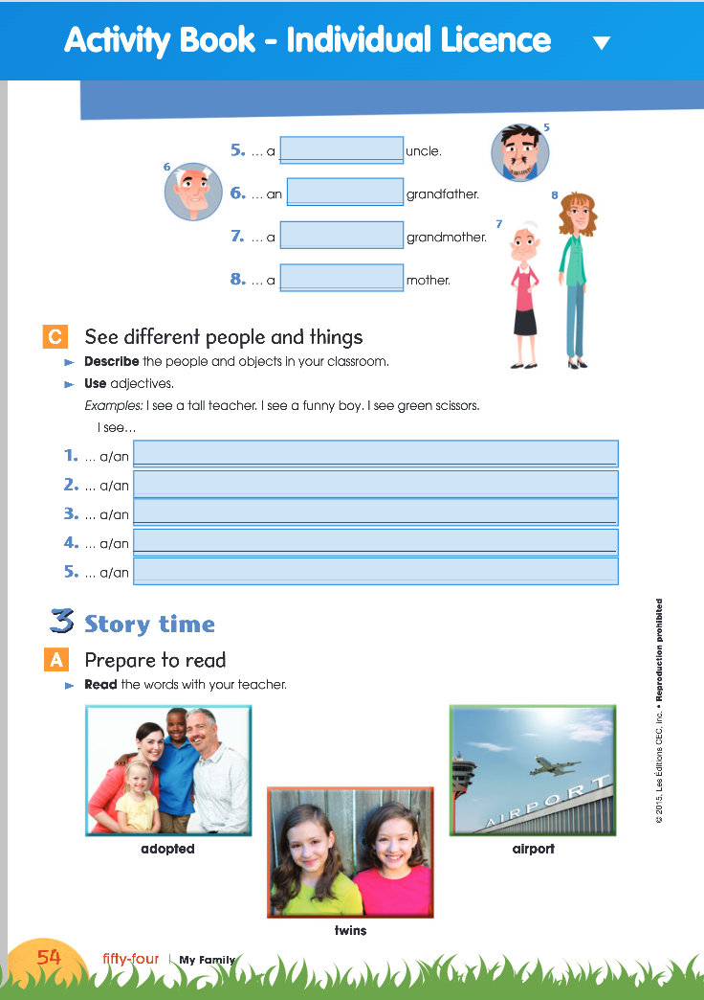 Activity Book - Individual Licence
5. ... a uncle.
5
6
6. ... an grandfather.
8
7
7. ... a grandmother.
8. ... a mother.
C See different people and things
► Describe the people and objects in your classroom.
► Use adjectives.
Examples: I see a tall teacher. I see a funny boy. I see green scissors.
I see...
1. ... a/an
2. ... a/an
3. ... a/an
4. ... a/an
5. ... a/an
3 Story time
A Prepare to read
► Read the words with your teacher.
AIRPORT
adopted
airport
twins
© 2015, Les Éditions CEC, inc. • Reproduction prohibited
54 fifty-four | My Family